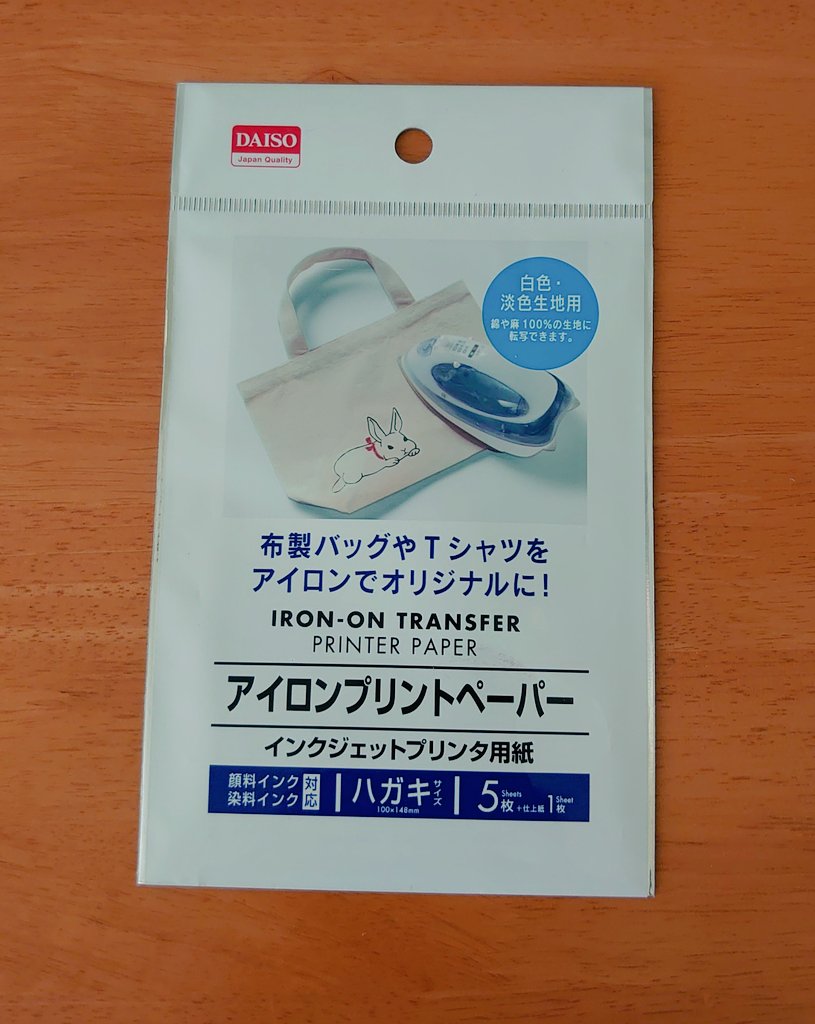 DAISO
Japan Quality
白色・
淡色生地用
綿や麻100%の生地に
転写できます。
布製バッグやTシャツを
アイロンでオリジナルに!
IRON-ON TRANSFER
PRINTER PAPER
アイロンプリントペーパー
インクジェットプリンタ用紙
顔料インク
染料インク
対応
ハガキサイズ
100×148mm
5枚 Sheets
+仕上紙 1枚 Sheet